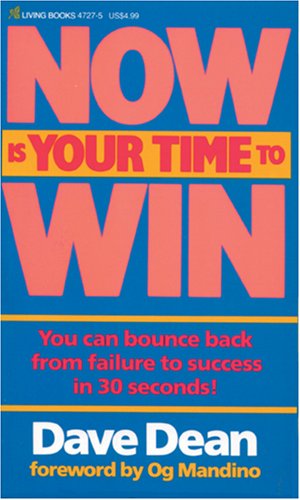 LIVING BOOKS 4727-5 US$4.99
NOW
IS YOUR TIME TO
WIN
You can bounce back
from failure to success
in 30 seconds!
Dave Dean
foreword by Og Mandino